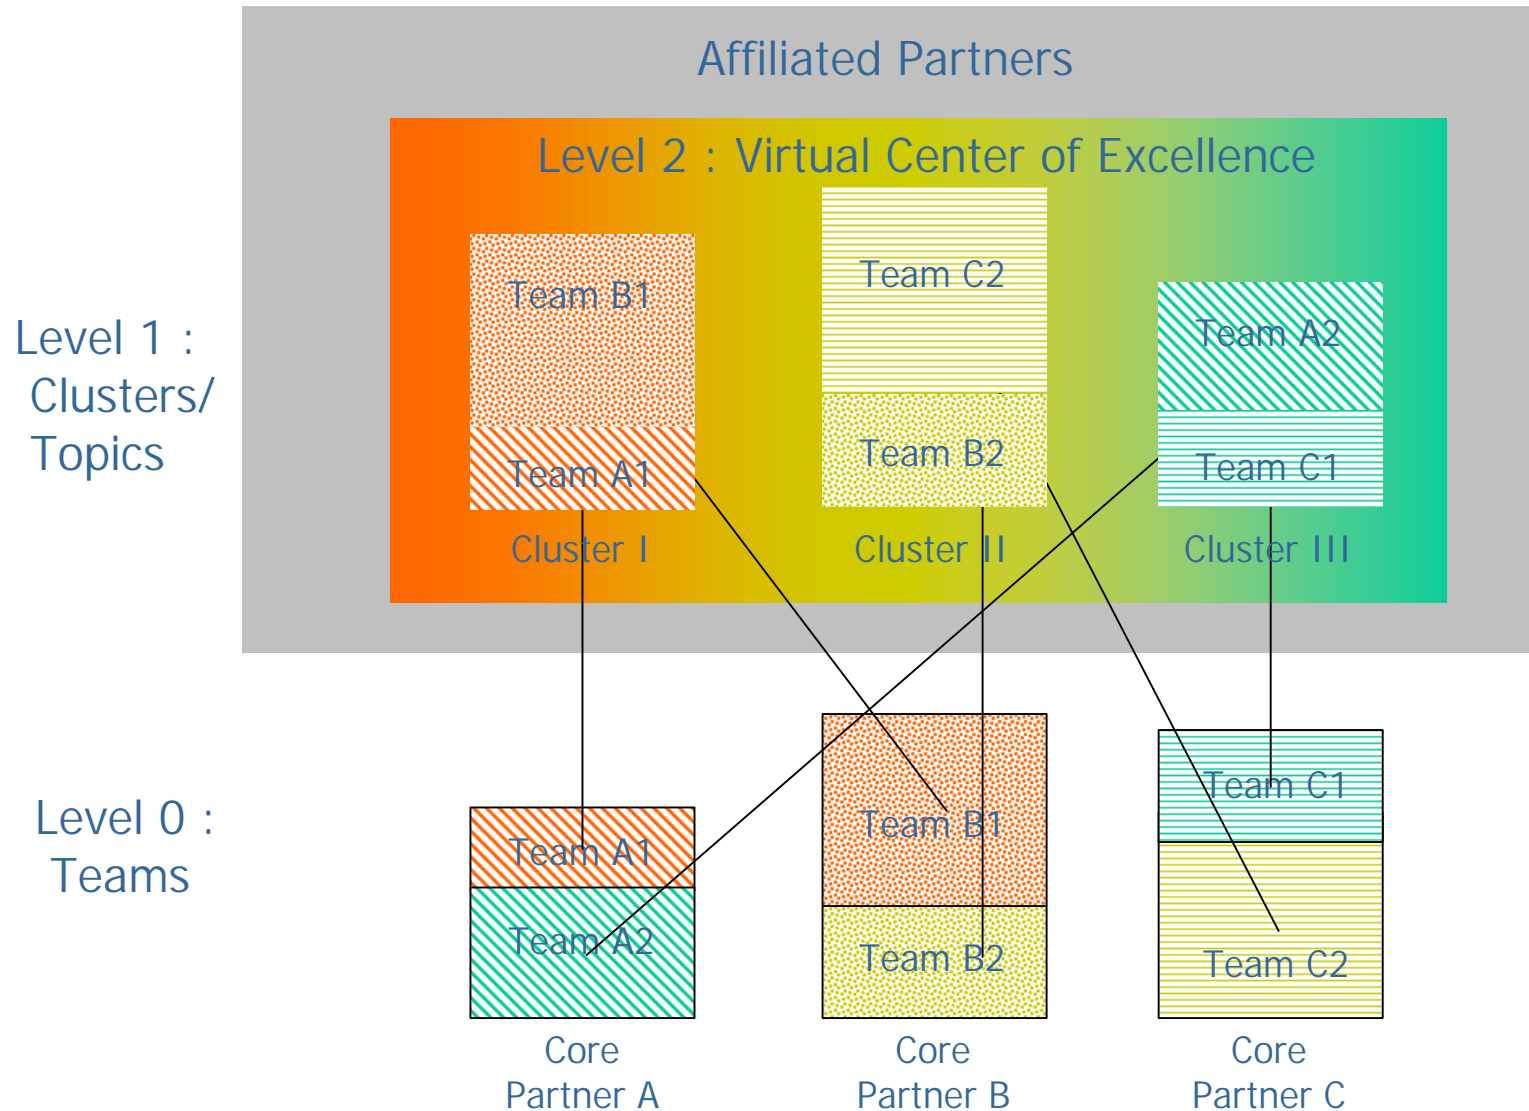 Affiliated Partners
Level 2 : Virtual Center of Excellence
Level 1 :
Clusters/
Topics
Team B1
Team A1
Cluster I
Team C2
Team B2
Cluster II
Team A2
Team C1
Cluster III
Level 0 :
Teams
Team A1
Team A2
Core
Partner A
Team B1
Team B2
Core
Partner B
Team C1
Team C2
Core
Partner C